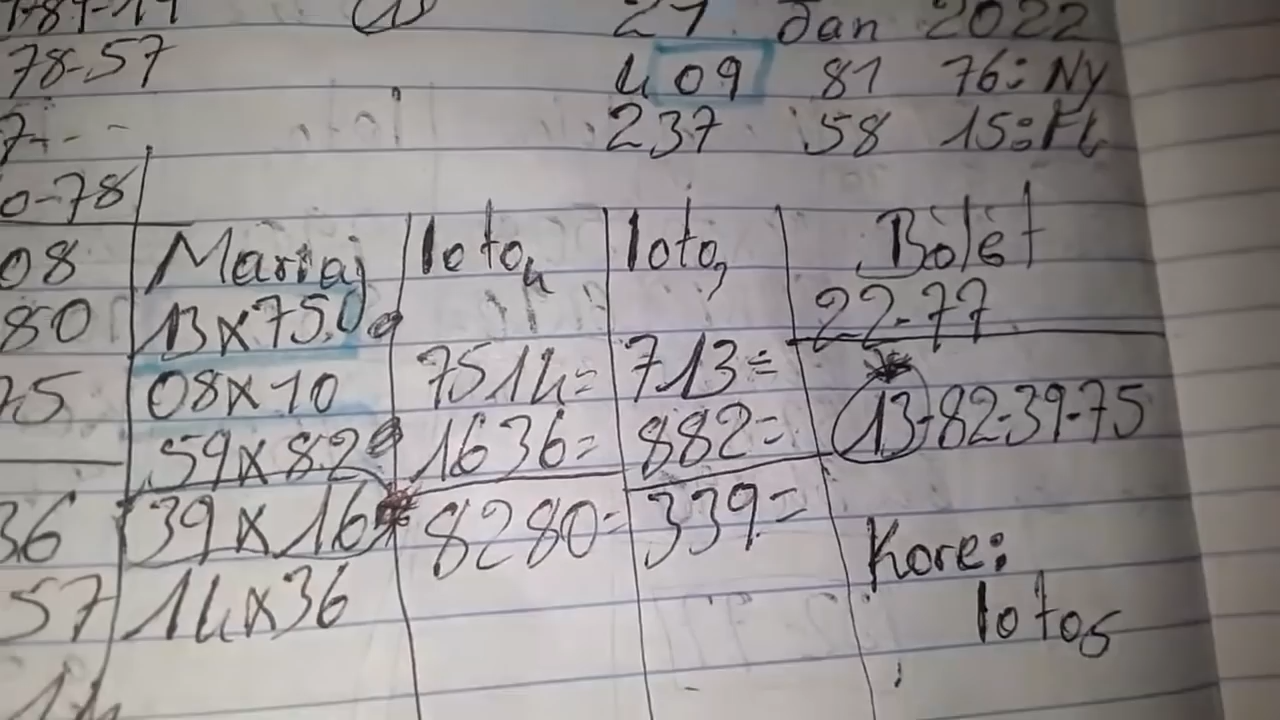 78-57
27 Jan 2022
409 81 76: Ny
237 58 15: FL
0-78
08 Mariaj loto4 loto3 Bòlèt
80 13x75 22-77
75 08x10 7514= 713=
59x82 1636= 882= 13-82-39-75
36 39x16 8280= 339=
Kore:
57 14x36 loto5